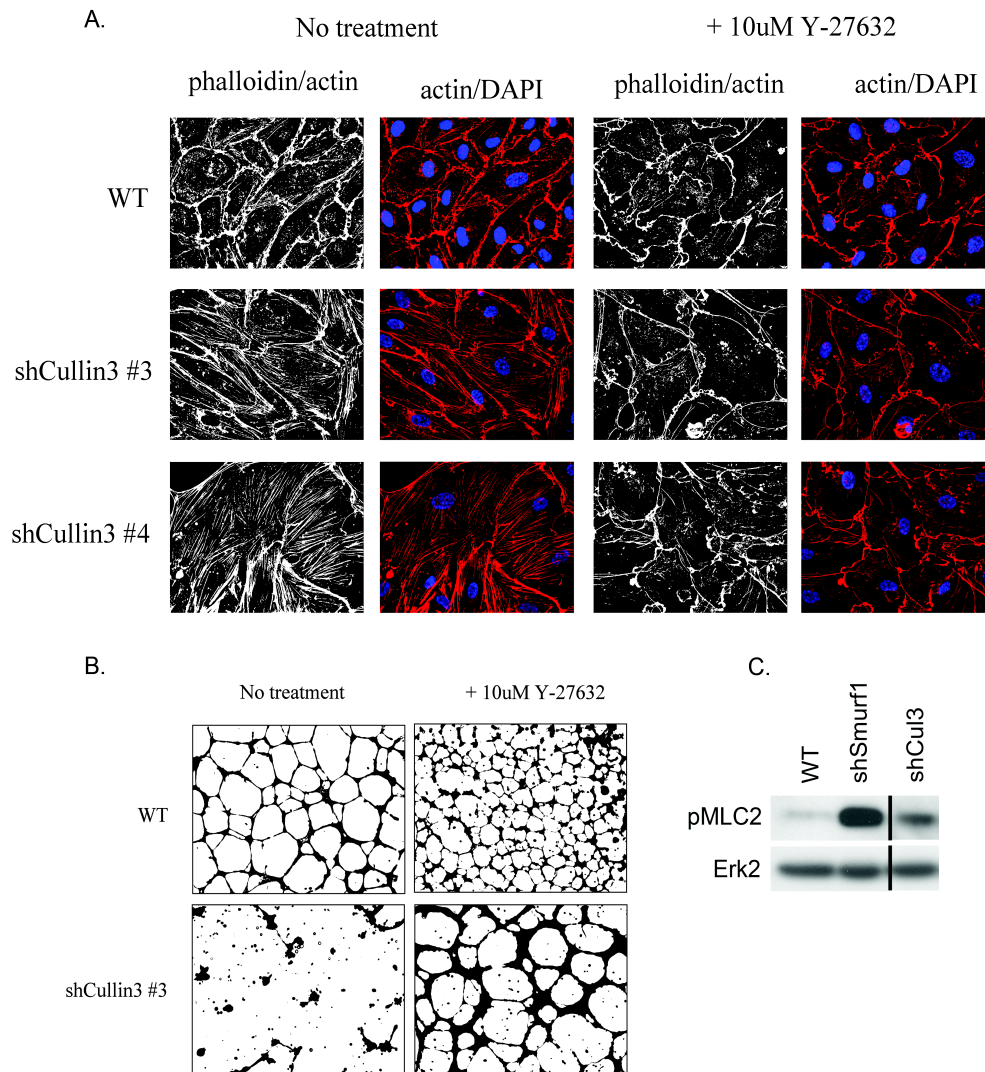 A.
No treatment
+ 10uM Y-27632
phalloidin/actin
actin/DAPI
phalloidin/actin
actin/DAPI
WT
shCullin3 #3
shCullin3 #4
B.
No treatment
+ 10uM Y-27632
WT
shCullin3 #3
C.
WT
shSmurf1
shCul3
pMLC2
Erk2